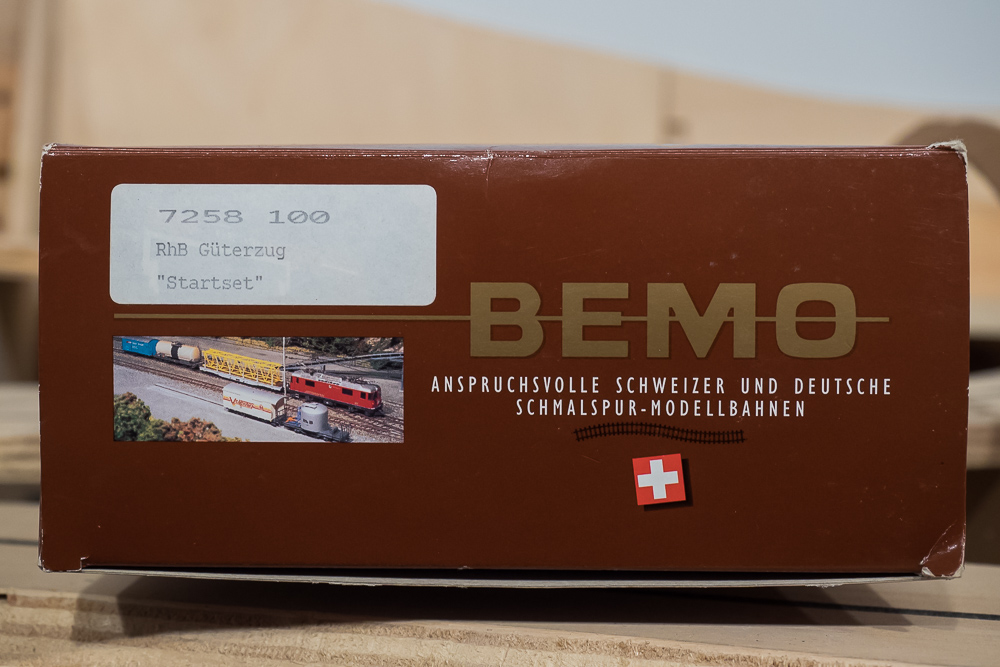 7258 100
RhB Güterzug
"Startset"
BEMO
ANSPRUCHSVOLLE SCHWEIZER UND DEUTSCHE
SCHMALSPUR-MODELLBAHNEN